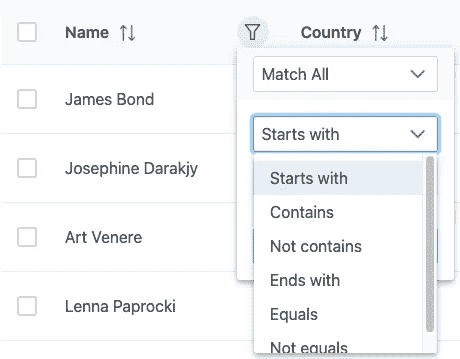 Name Country
Match All
James Bond
Starts with
Josephine Darakjy
Starts with
Contains
Art Venere
Not contains
Ends with
Lenna Paprocki
Equals
Not equals